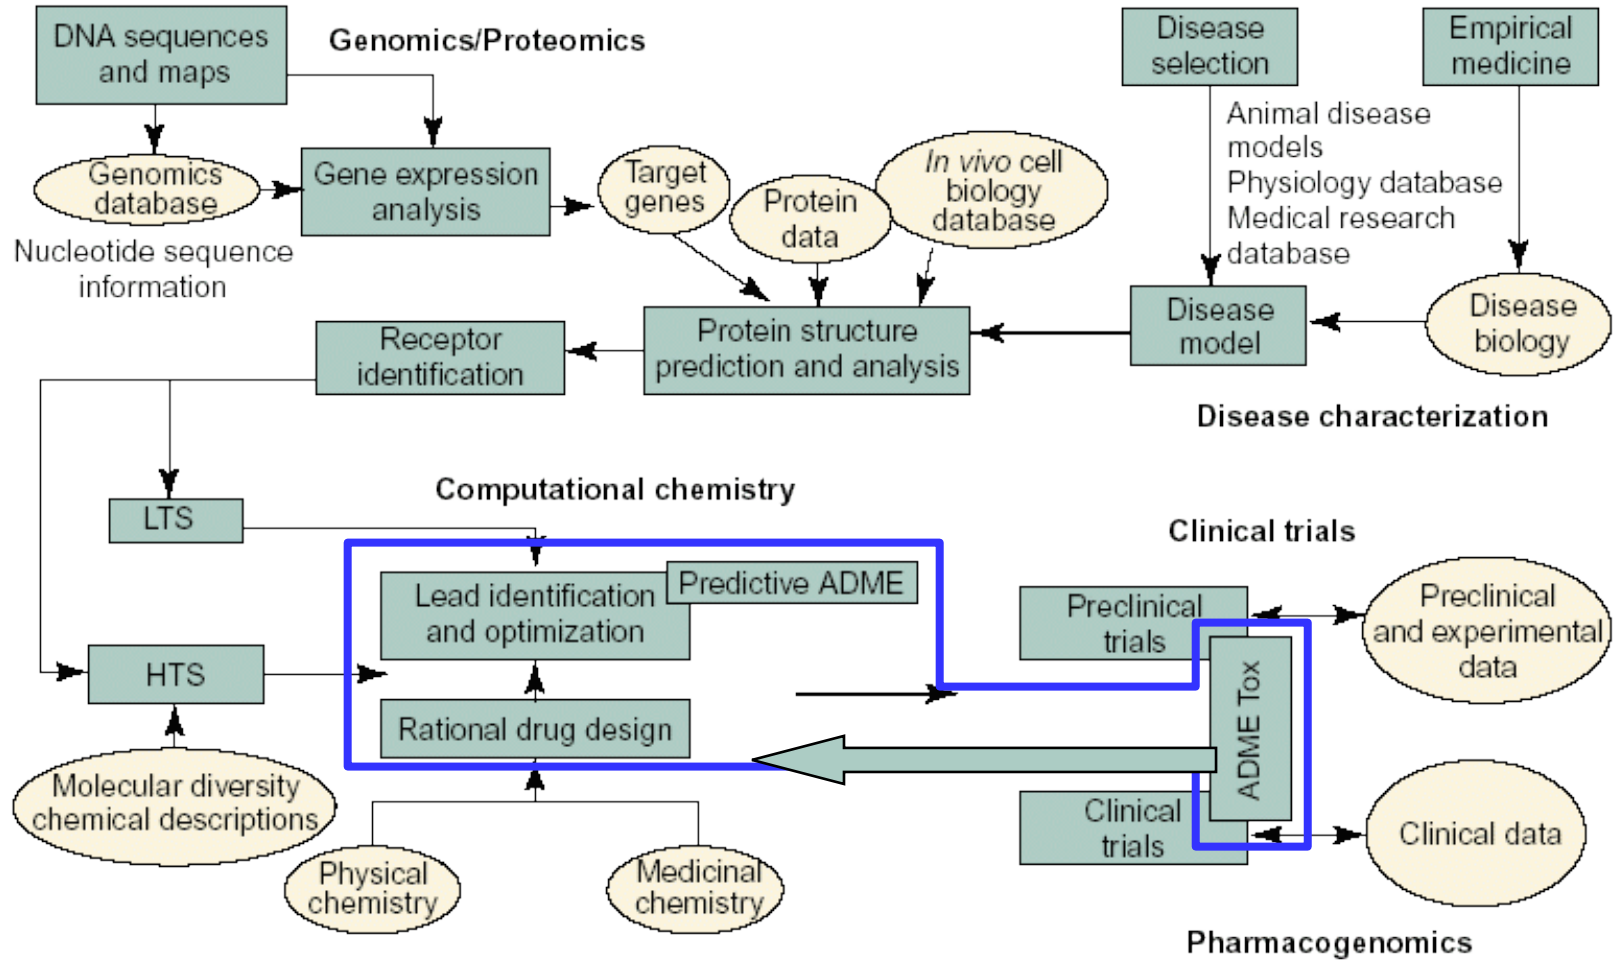 DNA sequences
and maps
Genomics/Proteomics
Disease
selection
Empirical
medicine
Animal disease
models
Physiology database
Medical research
database
Genomics
database
Gene expression
analysis
Target
genes
Protein
data
In vivo cell
biology
database
Nucleotide sequence
information
Receptor
identification
Protein structure
prediction and analysis
Disease
model
Disease
biology
Disease characterization
Computational chemistry
LTS
Clinical trials
Lead identification
and optimization
Predictive ADME
Preclinical
trials
Preclinical
and experimental
data
HTS
Rational drug design
ADME Tox
Molecular diversity
chemical descriptions
Clinical
trials
Clinical data
Physical
chemistry
Medicinal
chemistry
Pharmacogenomics